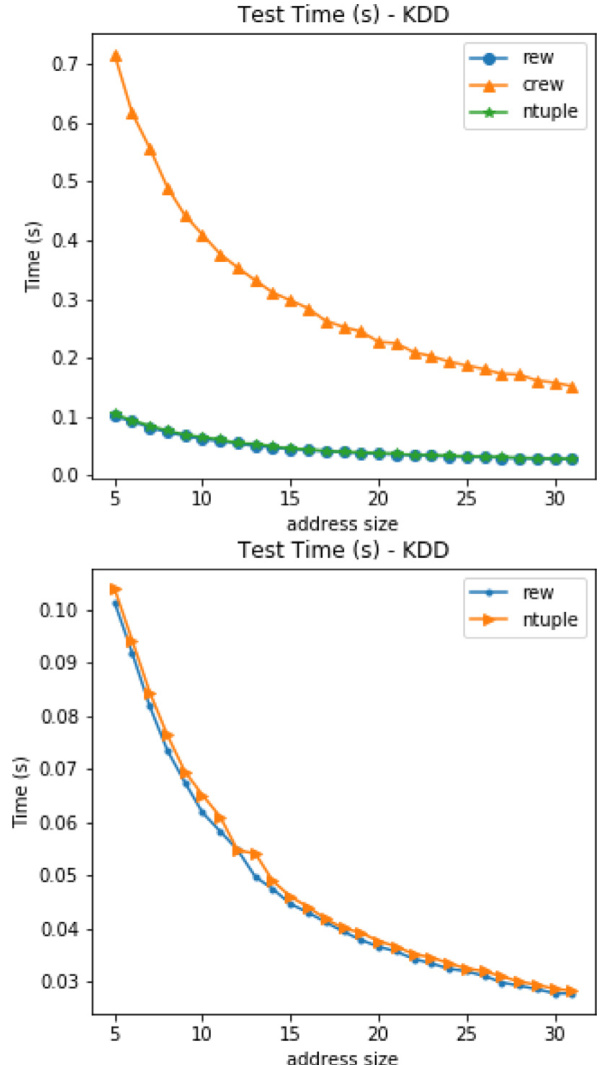 Test Time (s) - KDD
rew
crew
ntuple
0.7
0.6
0.5
0.4
0.3
0.2
0.1
0.0
Time (s)
5 10 15 20 25 30
address size
Test Time (s) - KDD
rew
ntuple
0.10
0.09
0.08
0.07
0.06
0.05
0.04
0.03
Time (s)
5 10 15 20 25 30
address size